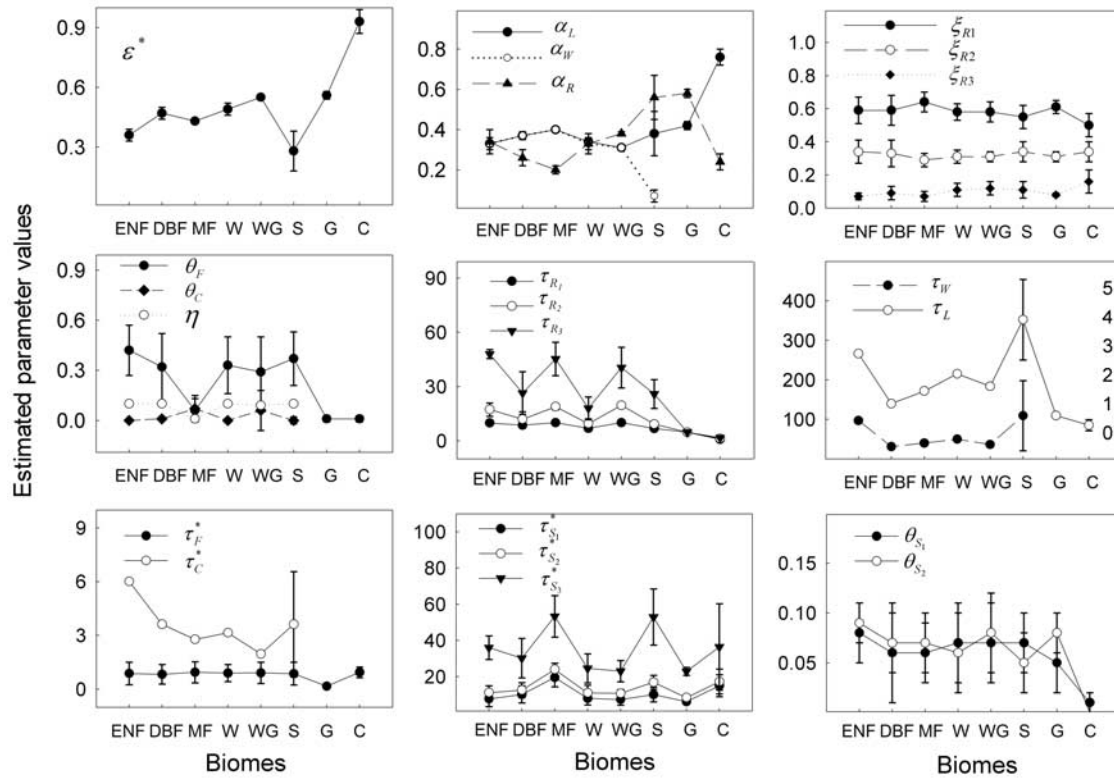 Estimated parameter values
0.9
0.6
0.3
ε*
ENF DBF MF W WG S G C
0.8
0.6
0.4
0.2
α_L
α_W
α_R
ENF DBF MF W WG S G C
1.0
0.8
0.6
0.4
0.2
0.0
ξ_R1
ξ_R2
ξ_R3
ENF DBF MF W WG S G C
0.9
0.6
0.3
0.0
θ_F
θ_C
η
ENF DBF MF W WG S G C
90
60
30
0
τ_R1
τ_R2
τ_R3
ENF DBF MF W WG S G C
400
300
200
100
τ_W
τ_L
5
4
3
2
1
0
ENF DBF MF W WG S G C
9
6
3
0
τ*_F
τ*_C
ENF DBF MF W WG S G C
Biomes
100
80
60
40
20
τ*_S1
τ*_S2
τ*_S3
ENF DBF MF W WG S G C
Biomes
0.15
0.10
0.05
θ_S1
θ_S2
ENF DBF MF W WG S G C
Biomes